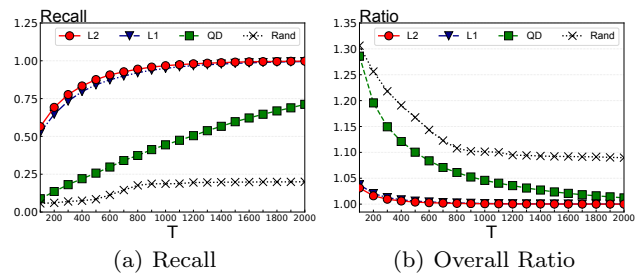 Recall
L2 L1 QD Rand
1.25
1.00
0.75
0.50
0.25
0.00
200 400 600 800 1000 1200 1400 1600 1800 2000
T
(a) Recall
Ratio
L2 L1 QD Rand
1.35
1.30
1.25
1.20
1.15
1.10
1.05
1.00
200 400 600 800 1000 1200 1400 1600 1800 2000
T
(b) Overall Ratio